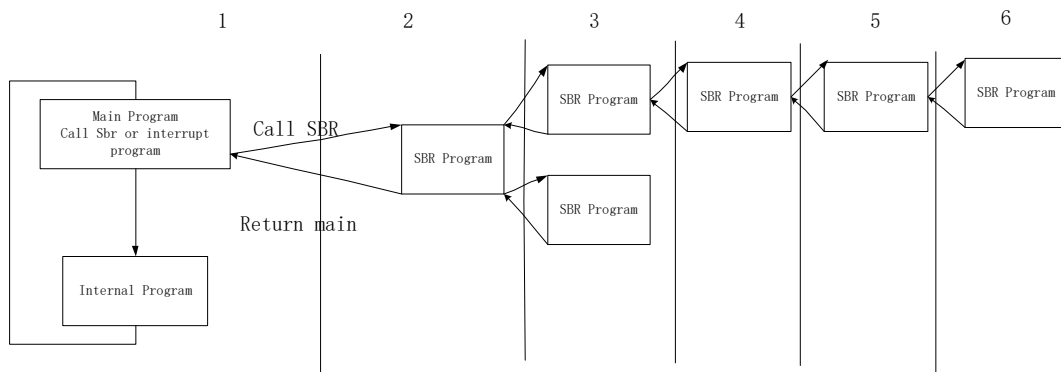 1
2
3
4
5
6
Main Program
Call Sbr or interrupt
program
Call SBR
SBR Program
SBR Program
SBR Program
SBR Program
SBR Program
SBR Program
Return main
Internal Program